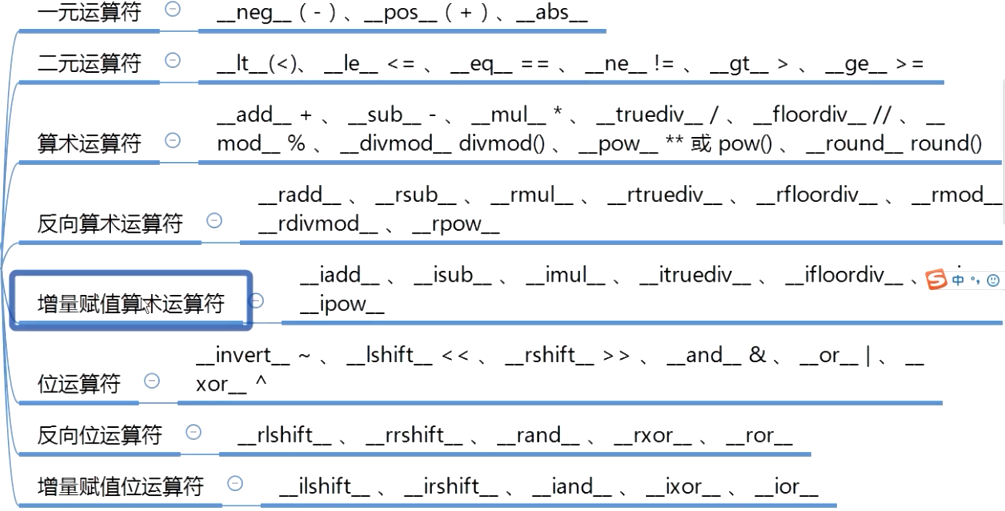 一元运算符 __neg__ ( - ) 、__pos__ ( + ) 、__abs__
二元运算符 __lt__(<)、 __le__ <= 、 __eq__ == 、 __ne__ != 、 __gt__ > 、 __ge__ >=
算术运算符 __add__ + 、 __sub__ - 、 __mul__ * 、 __truediv__ / 、 __floordiv__ // 、 __
mod__ % 、 __divmod__ divmod() 、 __pow__ ** 或 pow() 、 __round__ round()
反向算术运算符 __radd__ 、 __rsub__ 、 __rmul__ 、 __rtruediv__ 、 __rfloordiv__ 、 __rmod__
__rdivmod__ 、 __rpow__
增量赋值算术运算符 __iadd__ 、 __isub__ 、 __imul__ 、 __itruediv__ 、 __ifloordiv__ 、
中
__ipow__
位运算符 __invert__ ~ 、 __lshift__ << 、 __rshift__ >> 、 __and__ & 、 __or__ | 、 __
xor__ ^
反向位运算符 __rlshift__ 、 __rrshift__ 、 __rand__ 、 __rxor__ 、 __ror__
增量赋值位运算符 __ilshift__ 、 __irshift__ 、 __iand__ 、 __ixor__ 、 __ior__